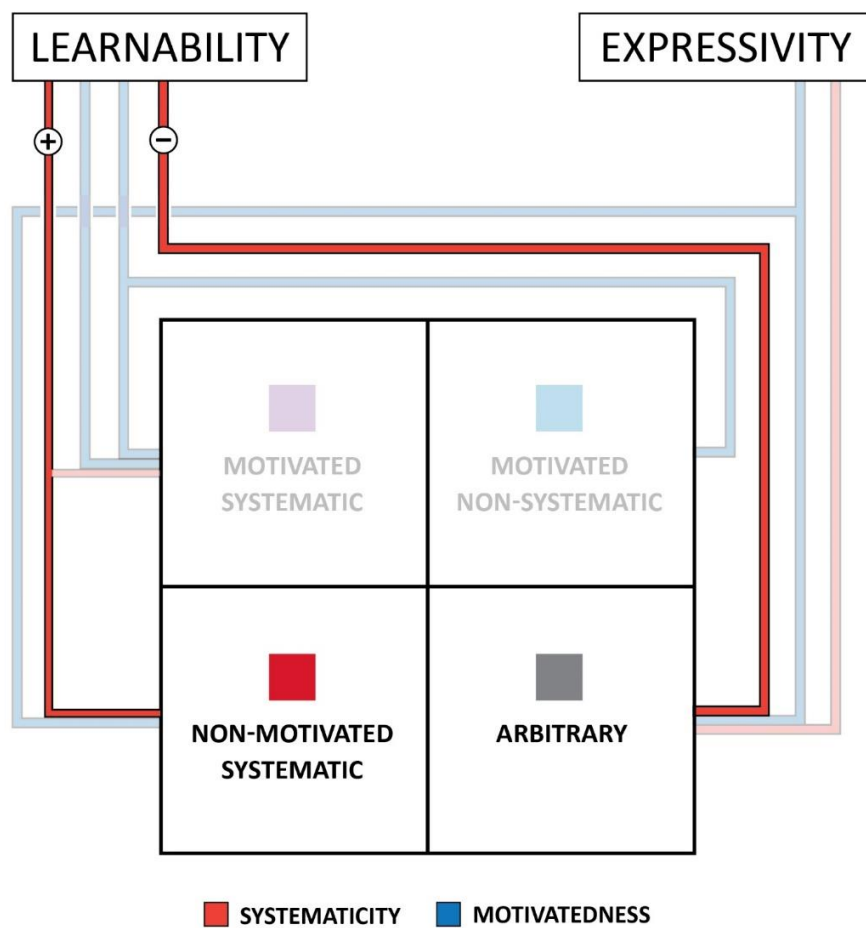 LEARNABILITY
EXPRESSIVITY
+
−
MOTIVATED
SYSTEMATIC
MOTIVATED
NON-SYSTEMATIC
NON-MOTIVATED
SYSTEMATIC
ARBITRARY
SYSTEMATICITY
MOTIVATEDNESS